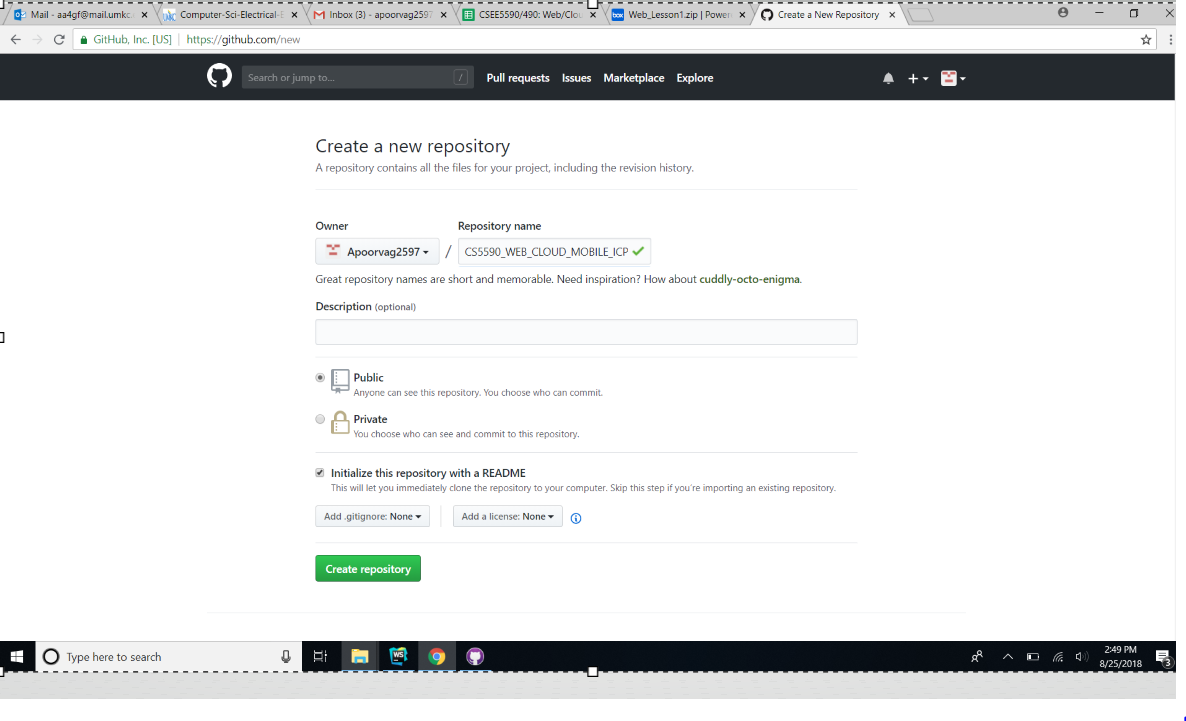 Mail - aa4gf@mail.umkc.e Computer-Sci-Electrical-E Inbox (3) - apoorvag2597 CSEE5590/490: Web/Clou Web_Lesson1.zip | Power Create a New Repository
GitHub, Inc. [US] | https://github.com/new
Search or jump to... / Pull requests Issues Marketplace Explore
Create a new repository
A repository contains all the files for your project, including the revision history.
Owner Repository name
Apoorvag2597 / CS5590_WEB_CLOUD_MOBILE_ICP
Great repository names are short and memorable. Need inspiration? How about cuddly-octo-enigma.
Description (optional)
Public
Anyone can see this repository. You choose who can commit.
Private
You choose who can see and commit to this repository.
Initialize this repository with a README
This will let you immediately clone the repository to your computer. Skip this step if you're importing an existing repository.
Add .gitignore: None Add a license: None
Create repository
Type here to search WS 2:49 PM
8/25/2018 3